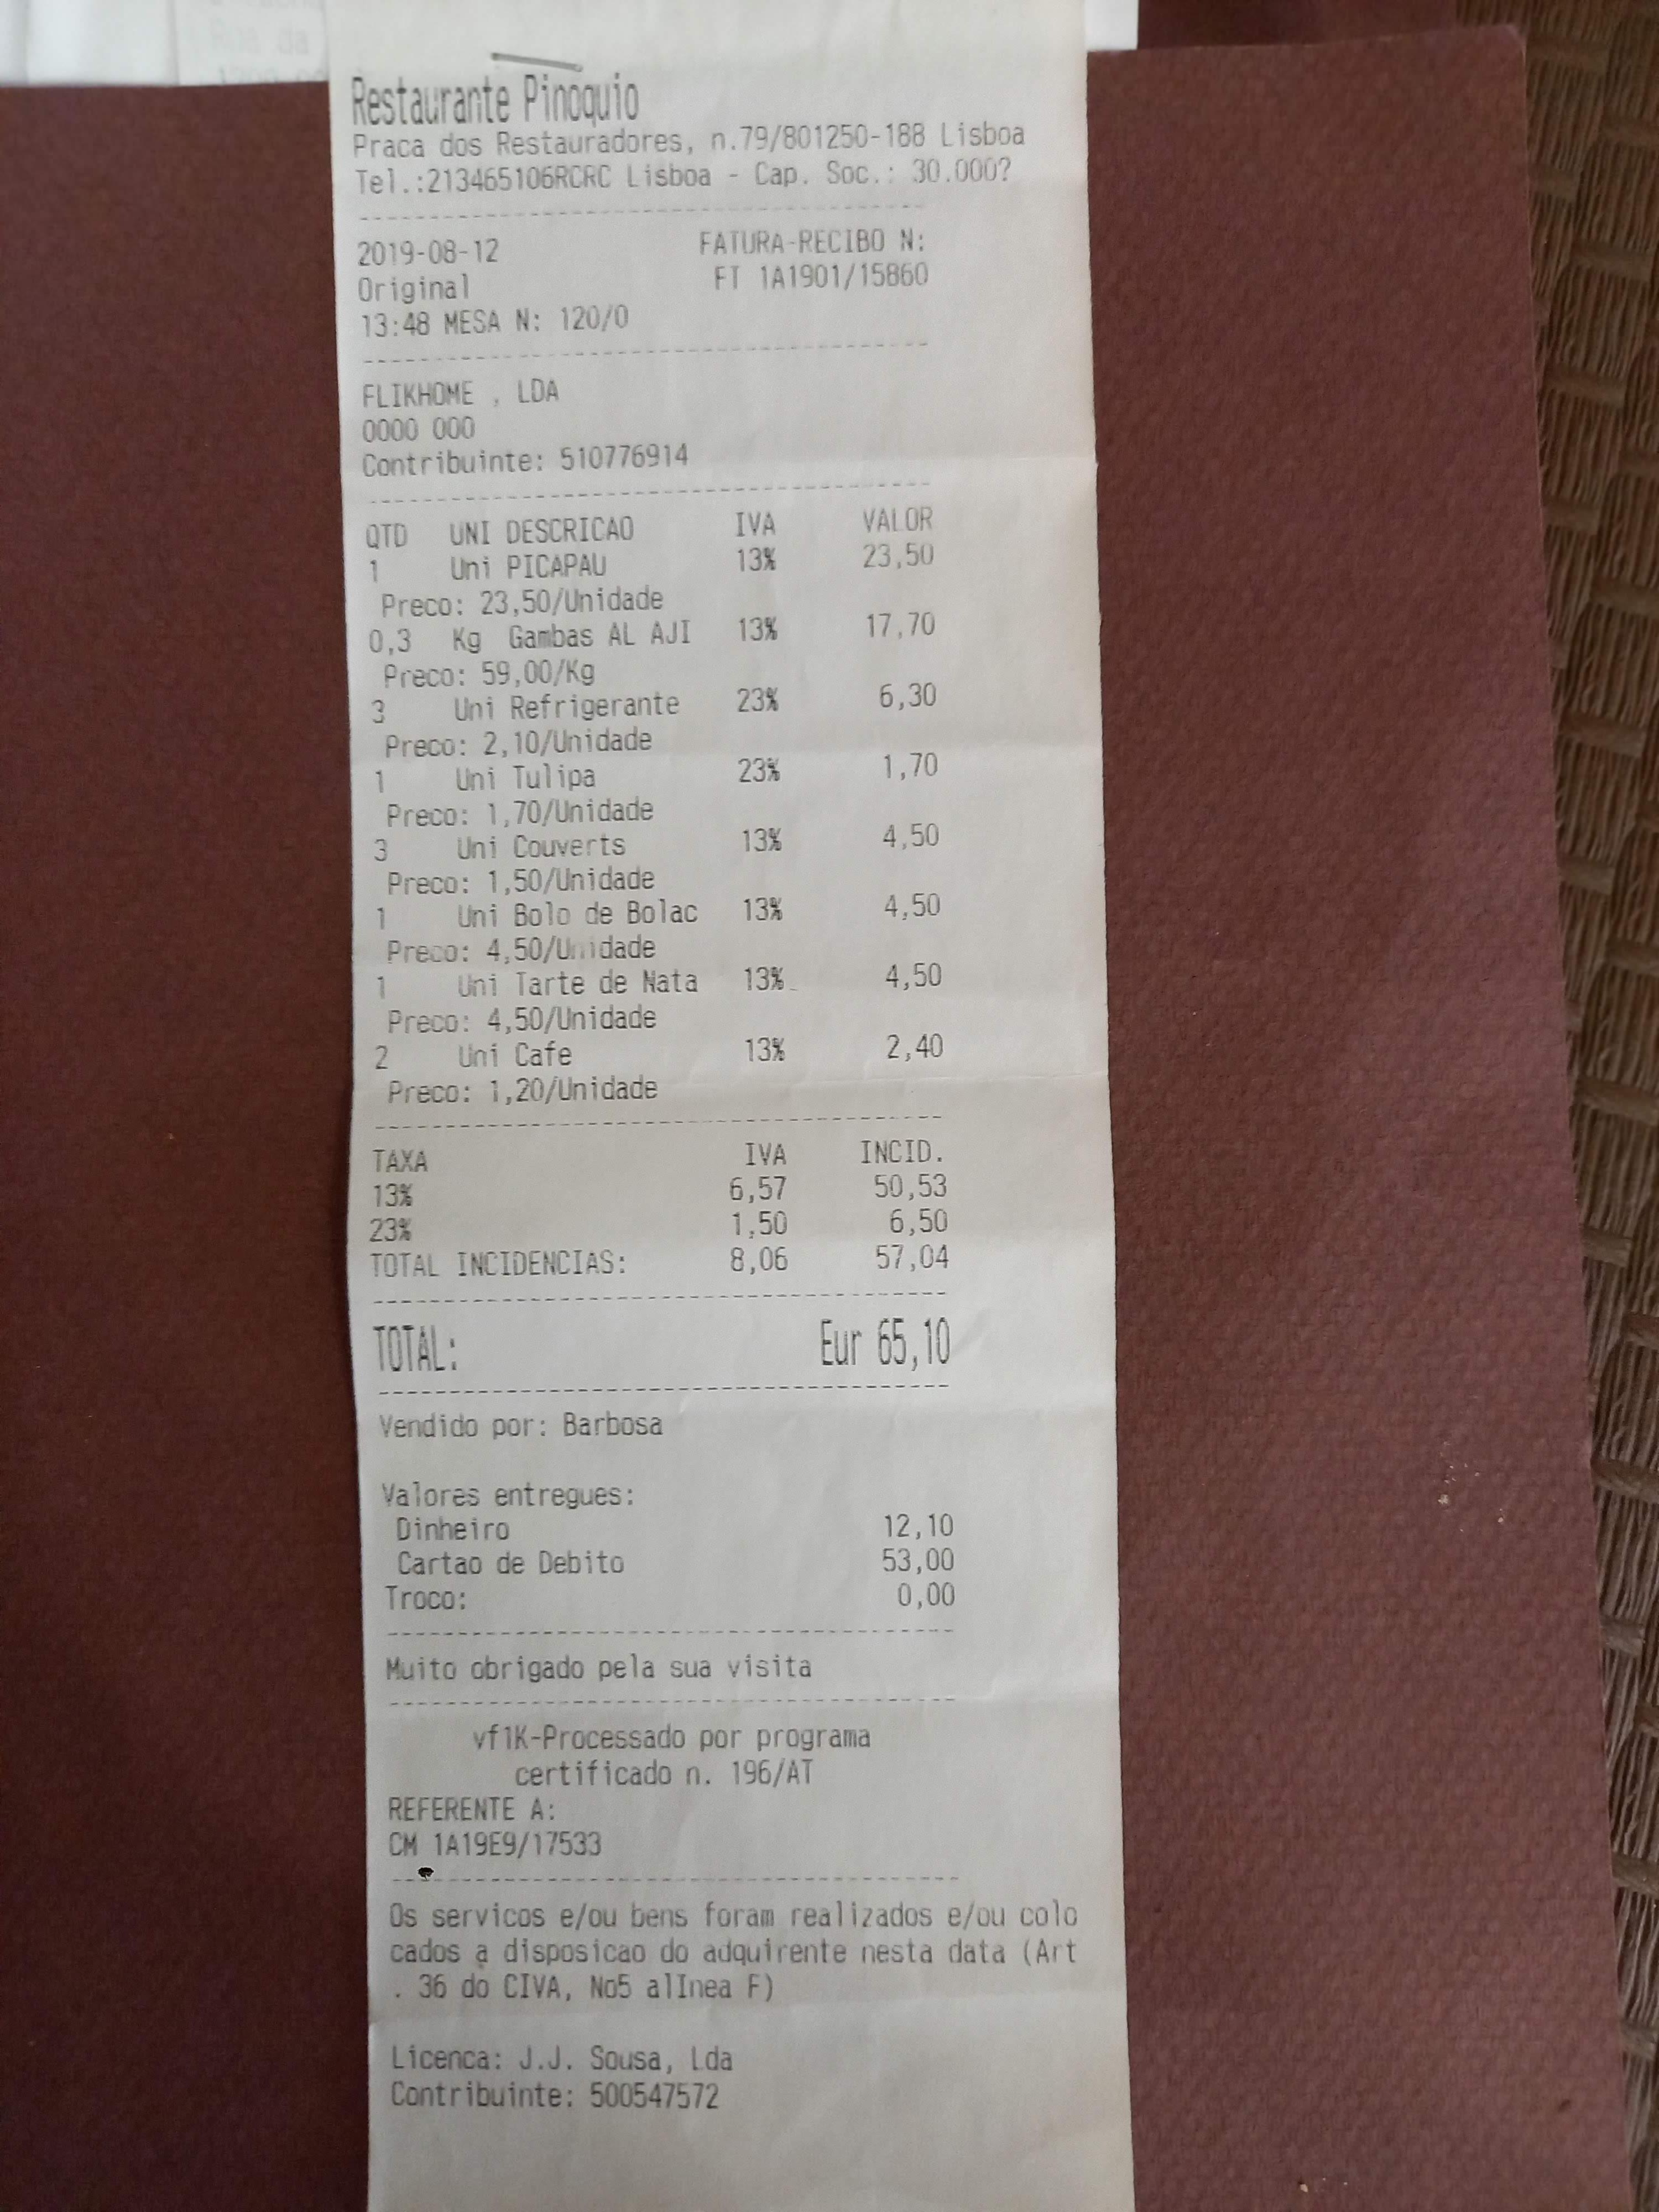 Restaurante Pinoquio
Praca dos Restauradores, n.79/801250-188 Lisboa
Tel.:213465106RCRC Lisboa - Cap. Soc.: 30.000?
2019-08-12 FATURA-RECIBO N:
Original FT 1A1901/15860
13:48 MESA N: 120/0
FLIKHOME , LDA
0000 000
Contribuinte: 510776914
QTD UNI DESCRICAO IVA VALOR
1 Uni PICAPAU 13% 23,50
Preco: 23,50/Unidade
0,3 Kg Gambas AL AJI 13% 17,70
Preco: 59,00/Kg
3 Uni Refrigerante 23% 6,30
Preco: 2,10/Unidade
1 Uni Tulipa 23% 1,70
Preco: 1,70/Unidade
3 Uni Couverts 13% 4,50
Preco: 1,50/Unidade
1 Uni Bolo de Bolac 13% 4,50
Preco: 4,50/Unidade
1 Uni Tarte de Nata 13% 4,50
Preco: 4,50/Unidade
2 Uni Cafe 13% 2,40
Preco: 1,20/Unidade
TAXA IVA INCID.
13% 6,57 50,53
23% 1,50 6,50
TOTAL INCIDENCIAS: 8,06 57,04
TOTAL: Eur 65,10
Vendido por: Barbosa
Valores entregues:
Dinheiro 12,10
Cartao de Debito 53,00
Troco: 0,00
Muito obrigado pela sua visita
vf1K-Processado por programa
certificado n. 196/AT
REFERENTE A:
CM 1A19E9/17533
Os servicos e/ou bens foram realizados e/ou colo
cados a disposicao do adquirente nesta data (Art
. 36 do CIVA, No5 alInea F)
Licenca: J.J. Sousa, Lda
Contribuinte: 500547572